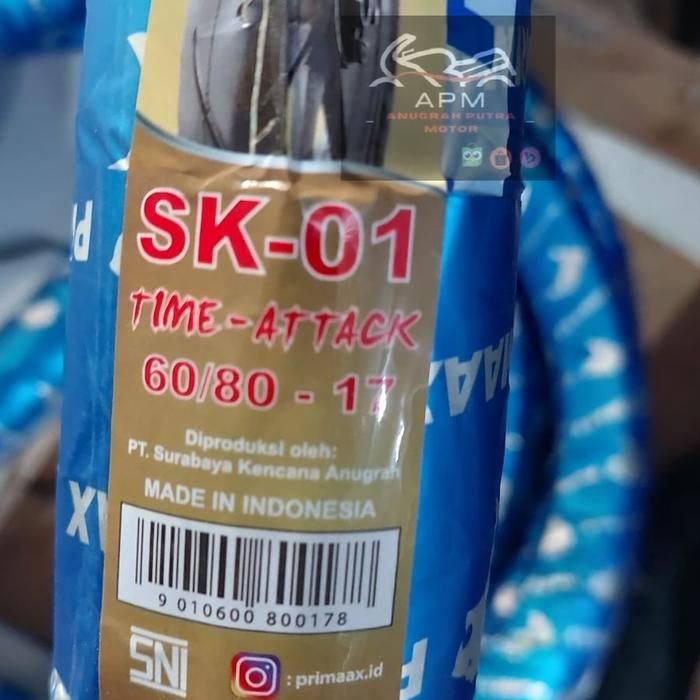 APM
ANUGRAH PUTRA
MOTOR
SK-01
TIME-ATTACK
60/80 - 17
Diproduksi oleh:
PT. Surabaya Kencana Anugrah
MADE IN INDONESIA
9 010600 800178
SNI
: primaax.id